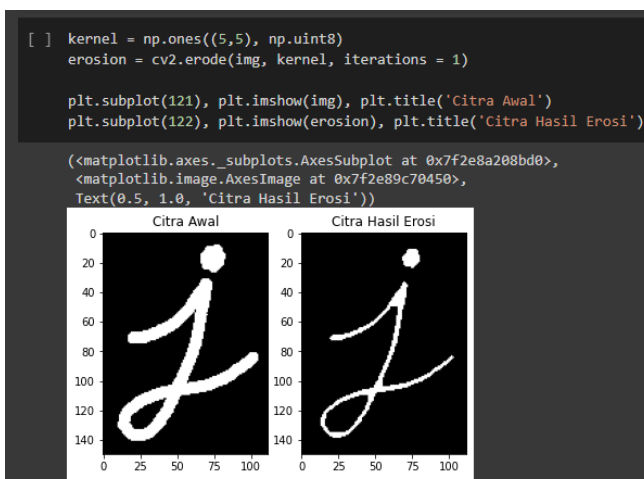 [ ] kernel = np.ones((5,5), np.uint8)
erosion = cv2.erode(img, kernel, iterations = 1)
plt.subplot(121), plt.imshow(img), plt.title('Citra Awal')
plt.subplot(122), plt.imshow(erosion), plt.title('Citra Hasil Erosi')
(<matplotlib.axes._subplots.AxesSubplot at 0x7f2e8a208bd0>,
<matplotlib.image.AxesImage at 0x7f2e89c70450>,
Text(0.5, 1.0, 'Citra Hasil Erosi'))
Citra Awal Citra Hasil Erosi
0 0
20 20
40 40
60 60
80 80
100 100
120 120
140 140
0 25 50 75 100 0 25 50 75 100
j
j